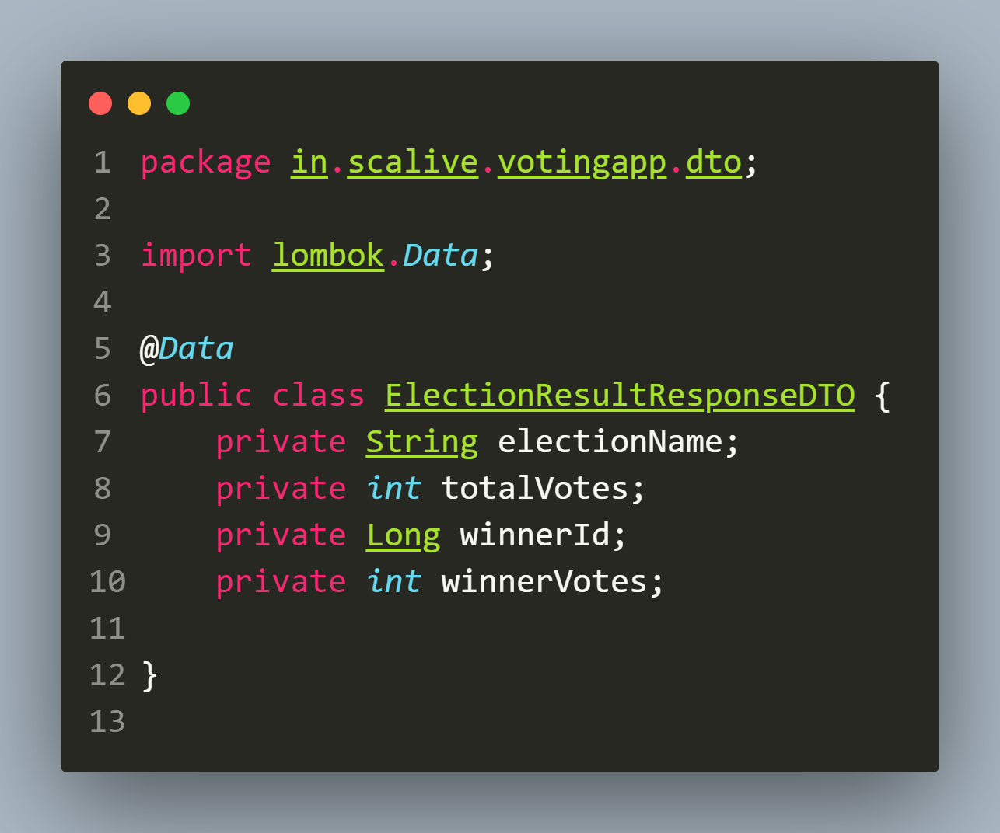 1 package in.scalive.votingapp.dto;
2
3 import lombok.Data;
4
5 @Data
6 public class ElectionResultResponseDTO {
7     private String electionName;
8     private int totalVotes;
9     private Long winnerId;
10     private int winnerVotes;
11
12 }
13